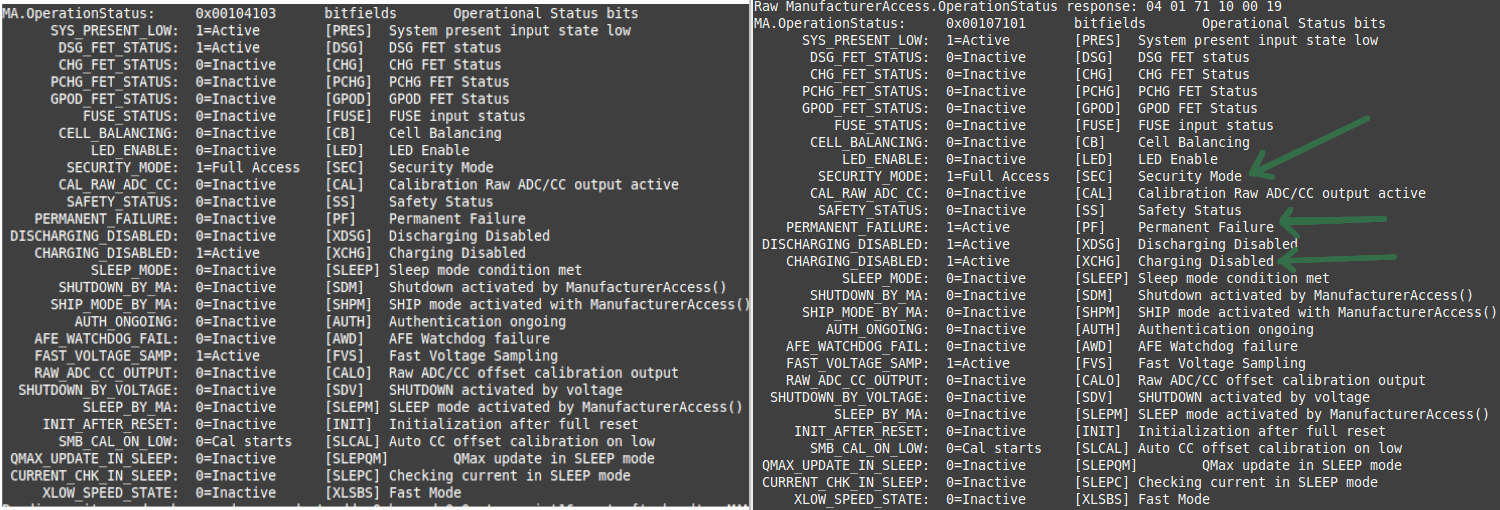 MA.OperationStatus: 0x00104103 bitfields Operational Status bits
SYS_PRESENT_LOW: 1=Active [PRES] System present input state low
DSG_FET_STATUS: 1=Active [DSG] DSG FET status
CHG_FET_STATUS: 0=Inactive [CHG] CHG FET Status
PCHG_FET_STATUS: 0=Inactive [PCHG] PCHG FET Status
GPOD_FET_STATUS: 0=Inactive [GPOD] GPOD FET Status
FUSE_STATUS: 0=Inactive [FUSE] FUSE input status
CELL_BALANCING: 0=Inactive [CB] Cell Balancing
LED_ENABLE: 0=Inactive [LED] LED Enable
SECURITY_MODE: 1=Full Access [SEC] Security Mode
CAL_RAW_ADC_CC: 0=Inactive [CAL] Calibration Raw ADC/CC output active
SAFETY_STATUS: 0=Inactive [SS] Safety Status
PERMANENT_FAILURE: 0=Inactive [PF] Permanent Failure
DISCHARGING_DISABLED: 0=Inactive [XDSG] Discharging Disabled
CHARGING_DISABLED: 1=Active [XCHG] Charging Disabled
SLEEP_MODE: 0=Inactive [SLEEP] Sleep mode condition met
SHUTDOWN_BY_MA: 0=Inactive [SDM] Shutdown activated by ManufacturerAccess()
SHIP_MODE_BY_MA: 0=Inactive [SHPM] SHIP mode activated with ManufacturerAccess()
AUTH_ONGOING: 0=Inactive [AUTH] Authentication ongoing
AFE_WATCHDOG_FAIL: 0=Inactive [AWD] AFE Watchdog failure
FAST_VOLTAGE_SAMP: 1=Active [FVS] Fast Voltage Sampling
RAW_ADC_CC_OUTPUT: 0=Inactive [CALO] Raw ADC/CC offset calibration output
SHUTDOWN_BY_VOLTAGE: 0=Inactive [SDV] SHUTDOWN activated by voltage
SLEEP_BY_MA: 0=Inactive [SLEPM] SLEEP mode activated by ManufacturerAccess()
INIT_AFTER_RESET: 0=Inactive [INIT] Initialization after full reset
SMB_CAL_ON_LOW: 0=Cal starts [SLCAL] Auto CC offset calibration on low
QMAX_UPDATE_IN_SLEEP: 0=Inactive [SLEPQM] QMax update in SLEEP mode
CURRENT_CHK_IN_SLEEP: 0=Inactive [SLEPC] Checking current in SLEEP mode
XLOW_SPEED_STATE: 0=Inactive [XLSBS] Fast Mode
Raw ManufacturerAccess.OperationStatus response: 04 01 71 10 00 19
MA.OperationStatus: 0x00107101 bitfields Operational Status bits
SYS_PRESENT_LOW: 1=Active [PRES] System present input state low
DSG_FET_STATUS: 0=Inactive [DSG] DSG FET status
CHG_FET_STATUS: 0=Inactive [CHG] CHG FET Status
PCHG_FET_STATUS: 0=Inactive [PCHG] PCHG FET Status
GPOD_FET_STATUS: 0=Inactive [GPOD] GPOD FET Status
FUSE_STATUS: 0=Inactive [FUSE] FUSE input status
CELL_BALANCING: 0=Inactive [CB] Cell Balancing
LED_ENABLE: 0=Inactive [LED] LED Enable
SECURITY_MODE: 1=Full Access [SEC] Security Mode
CAL_RAW_ADC_CC: 0=Inactive [CAL] Calibration Raw ADC/CC output active
SAFETY_STATUS: 0=Inactive [SS] Safety Status
PERMANENT_FAILURE: 1=Active [PF] Permanent Failure
DISCHARGING_DISABLED: 1=Active [XDSG] Discharging Disabled
CHARGING_DISABLED: 1=Active [XCHG] Charging Disabled
SLEEP_MODE: 0=Inactive [SLEEP] Sleep mode condition met
SHUTDOWN_BY_MA: 0=Inactive [SDM] Shutdown activated by ManufacturerAccess()
SHIP_MODE_BY_MA: 0=Inactive [SHPM] SHIP mode activated with ManufacturerAccess()
AUTH_ONGOING: 0=Inactive [AUTH] Authentication ongoing
AFE_WATCHDOG_FAIL: 0=Inactive [AWD] AFE Watchdog failure
FAST_VOLTAGE_SAMP: 1=Active [FVS] Fast Voltage Sampling
RAW_ADC_CC_OUTPUT: 0=Inactive [CALO] Raw ADC/CC offset calibration output
SHUTDOWN_BY_VOLTAGE: 0=Inactive [SDV] SHUTDOWN activated by voltage
SLEEP_BY_MA: 0=Inactive [SLEPM] SLEEP mode activated by ManufacturerAccess()
INIT_AFTER_RESET: 0=Inactive [INIT] Initialization after full reset
SMB_CAL_ON_LOW: 0=Cal starts [SLCAL] Auto CC offset calibration on low
QMAX_UPDATE_IN_SLEEP: 0=Inactive [SLEPQM] QMax update in SLEEP mode
CURRENT_CHK_IN_SLEEP: 0=Inactive [SLEPC] Checking current in SLEEP mode
XLOW_SPEED_STATE: 0=Inactive [XLSBS] Fast Mode